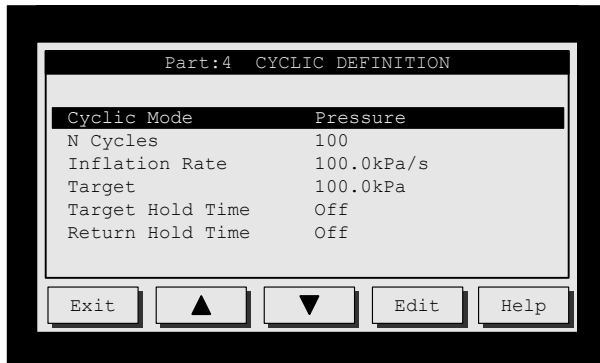 Part:4 CYCLIC DEFINITION
Cyclic Mode Pressure
N Cycles 100
Inflation Rate 100.0kPa/s
Target 100.0kPa
Target Hold Time Off
Return Hold Time Off
Exit ▲ ▼ Edit Help